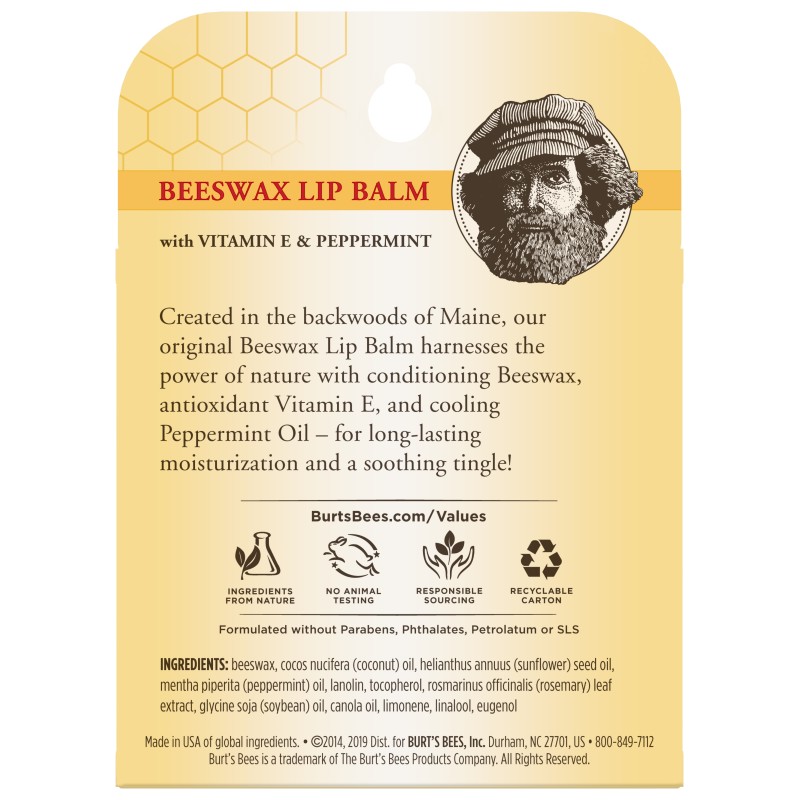 BEESWAX LIP BALM
with VITAMIN E & PEPPERMINT
Created in the backwoods of Maine, our
original Beeswax Lip Balm harnesses the
power of nature with conditioning Beeswax,
antioxidant Vitamin E, and cooling
Peppermint Oil – for long-lasting
moisturization and a soothing tingle!
BurtsBees.com/Values
INGREDIENTS
FROM NATURE
NO ANIMAL
TESTING
RESPONSIBLE
SOURCING
RECYCLABLE
CARTON
Formulated without Parabens, Phthalates, Petrolatum or SLS
INGREDIENTS: beeswax, cocos nucifera (coconut) oil, helianthus annuus (sunflower) seed oil,
mentha piperita (peppermint) oil, lanolin, tocopherol, rosmarinus officinalis (rosemary) leaf
extract, glycine soja (soybean) oil, canola oil, limonene, linalool, eugenol
Made in USA of global ingredients. • ©2014, 2019 Dist. for BURT'S BEES, Inc. Durham, NC 27701, US • 800-849-7112
Burt's Bees is a trademark of The Burt's Bees Products Company. All Rights Reserved.